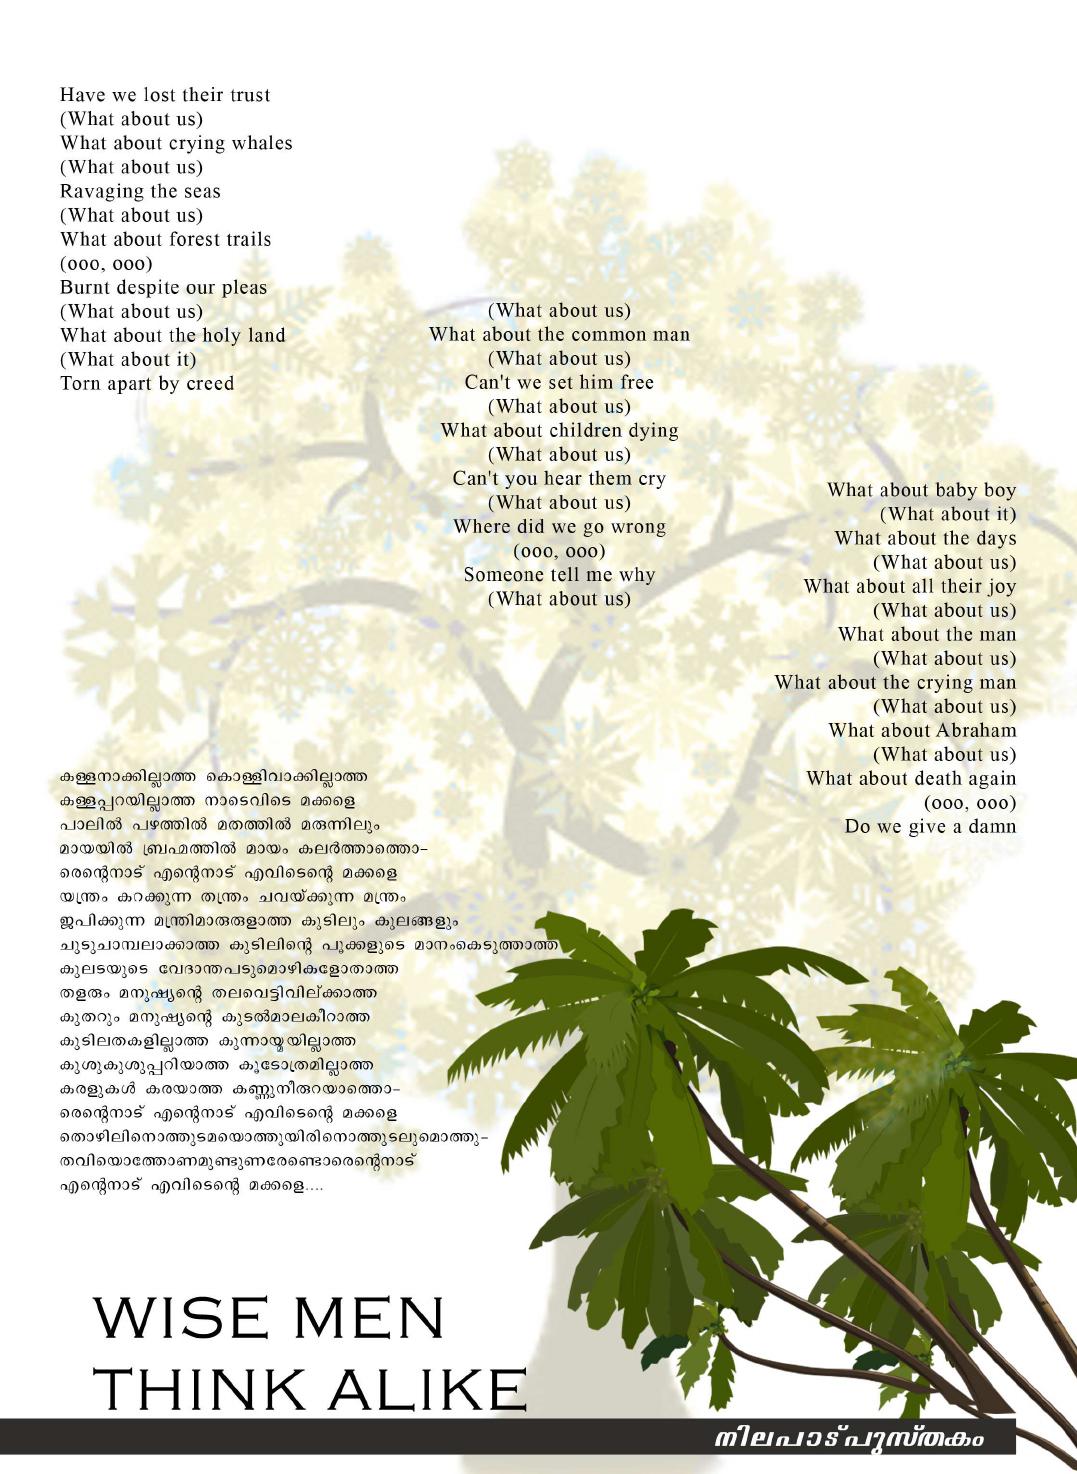 Have we lost their trust
(What about us)
What about crying whales
(What about us)
Ravaging the seas
(What about us)
What about forest trails
(ooo, ooo)
Burnt despite our pleas
(What about us)
What about the holy land
(What about it)
Torn apart by creed
(What about us)
What about the common man
(What about us)
Can't we set him free
(What about us)
What about children dying
(What about us)
Can't you hear them cry
(What about us)
Where did we go wrong
(ooo, ooo)
Someone tell me why
(What about us)
What about baby boy
(What about it)
What about the days
(What about us)
What about all their joy
(What about us)
What about the man
(What about us)
What about the crying man
(What about us)
What about Abraham
(What about us)
What about death again
(ooo, ooo)
Do we give a damn
കള്ളനാക്കില്ലാത്ത കൊള്ളിവാക്കില്ലാത്ത
കള്ളപ്പറയില്ലാത്ത നാടെവിടെ മക്കളെ
പാലിൽ പഴത്തിൽ മതത്തിൽ മരുന്നിലും
മായയിൽ ബ്രഹ്മത്തിൽ മായം കലർത്താത്തൊ-
രെന്റെനാട് എന്റെനാട് എവിടെന്റെ മക്കളെ
യന്ത്രം കറക്കുന്ന തന്ത്രം ചവയ്ക്കുന്ന മന്ത്രം
ജപിക്കുന്ന മന്ത്രിമാരുരുളാത്ത കുടിലും കുലങ്ങളും
ചുടുചാമ്പലാക്കാത്ത കുടിലിന്റെ പൂക്കളുടെ മാനംകെടുത്താത്ത
കുലടയുടെ വേദാന്തപടുമൊഴികളോതാത്ത
തളരും മനുഷ്യന്റെ തലവെട്ടിവില്ക്കാത്ത
കുതറും മനുഷ്യന്റെ കുടൽമാലകീറാത്ത
കുടിലതകളില്ലാത്ത കുന്നായ്മയില്ലാത്ത
കുശുകുശുപ്പറിയാത്ത കൂടോത്രമില്ലാത്ത
കരളുകൾ കരയാത്ത കണ്ണുനീരുറയാത്തൊ-
രെന്റെനാട് എന്റെനാട് എവിടെന്റെ മക്കളെ
തൊഴിലിനൊത്തുടമയൊത്തുയിരിനൊത്തുടലുമൊത്തു-
തവിയൊത്തോണമുണ്ടുണരേണ്ടൊരെന്റെനാട്
എന്റെനാട് എവിടെന്റെ മക്കളെ....
WISE MEN
THINK ALIKE
നിലപാട് പുസ്തകം